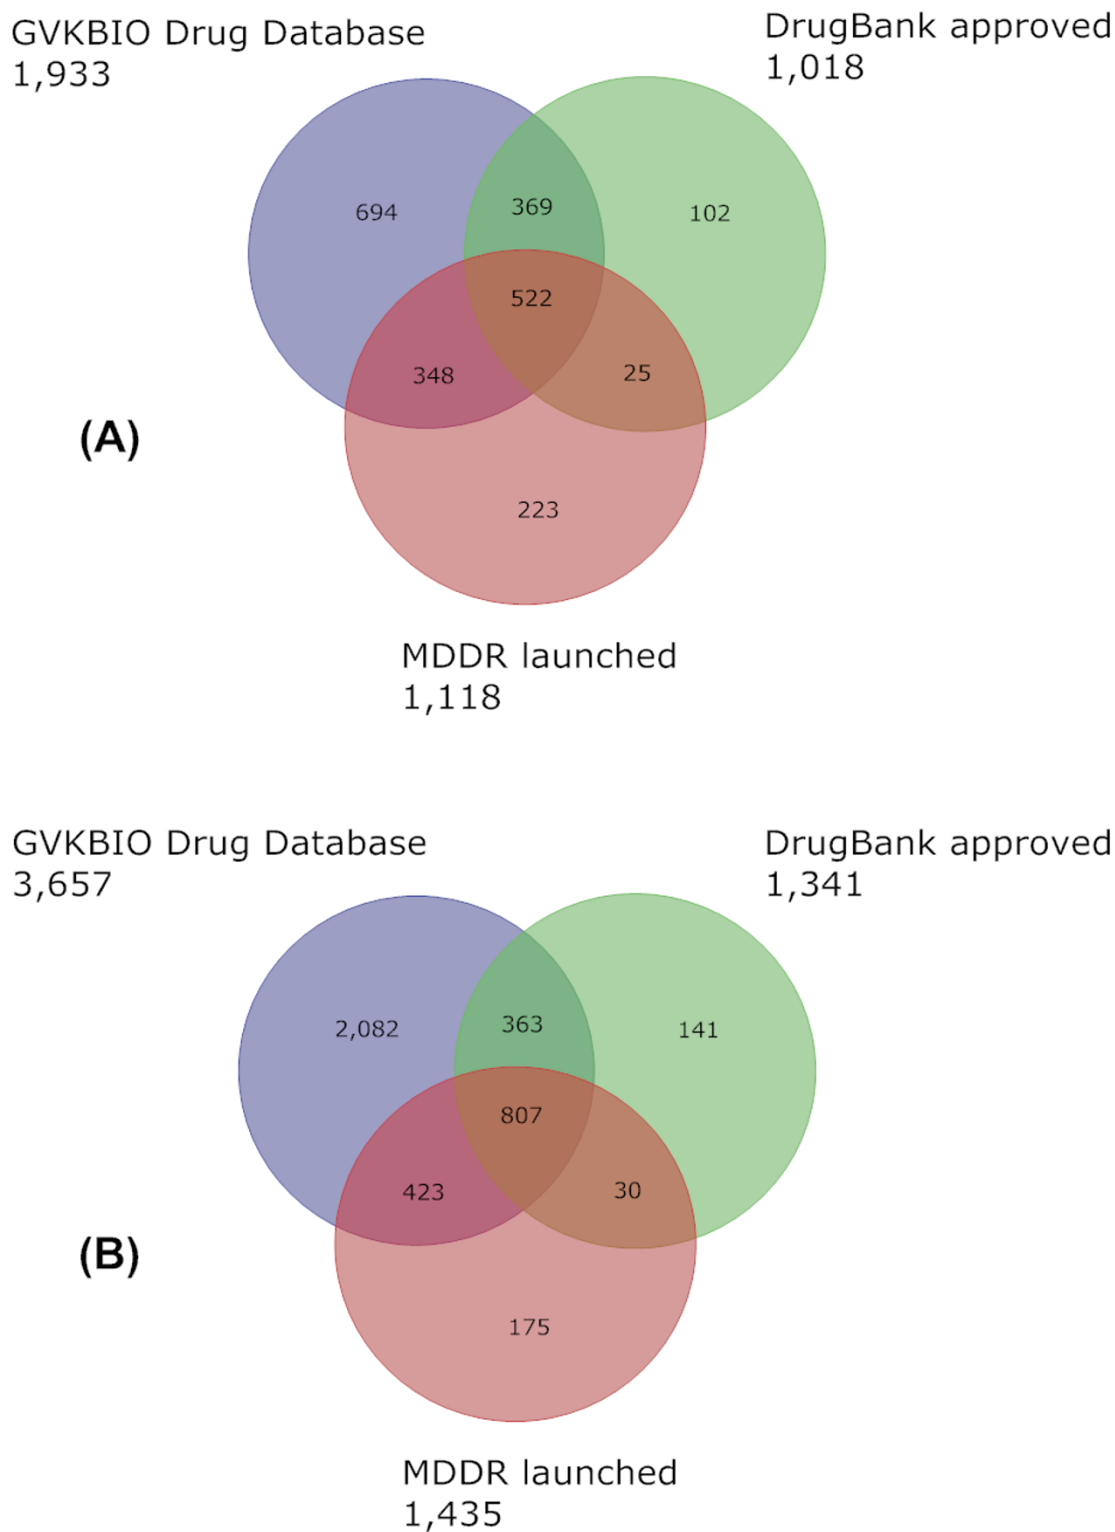 GVKBIO Drug Database
1,933
DrugBank approved
1,018
694
369
102
522
348
25
(A)
223
MDDR launched
1,118
GVKBIO Drug Database
3,657
DrugBank approved
1,341
2,082
363
141
807
423
30
(B)
175
MDDR launched
1,435